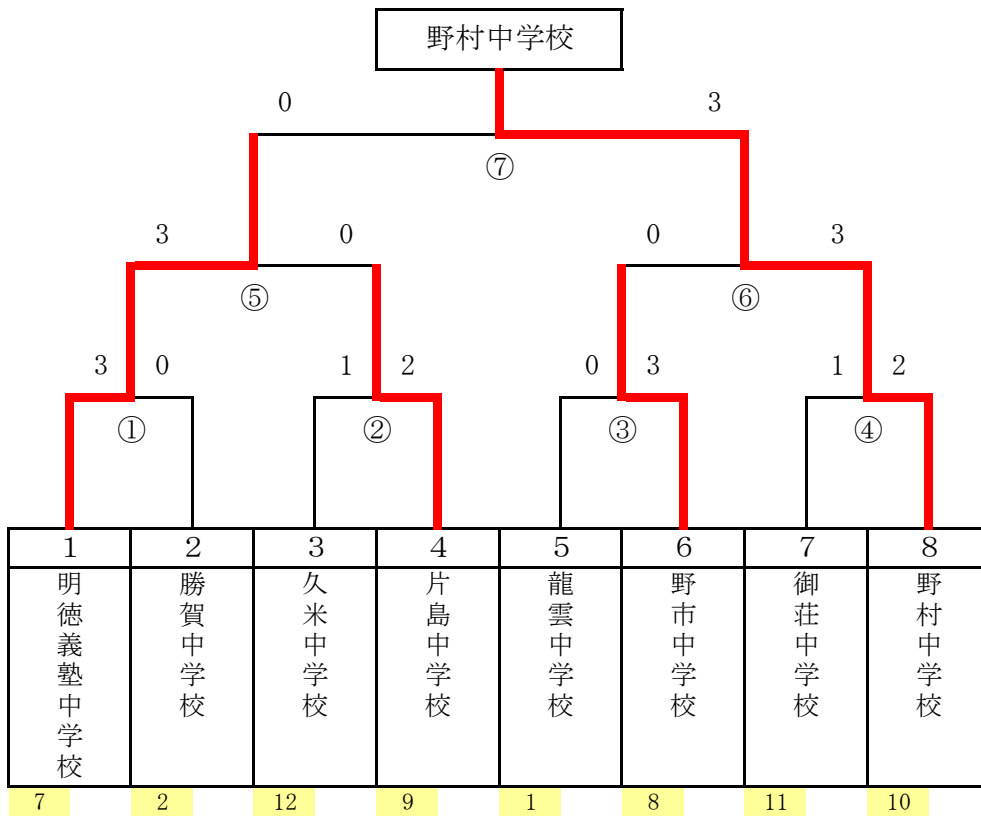 野村中学校
0 3
⑦
3 0 0 3
⑤ ⑥
3 0 1 2 0 3 1 2
① ② ③ ④
1 2 3 4 5 6 7 8
明徳義塾中学校
勝賀中学校
久米中学校
片島中学校
龍雲中学校
野市中学校
御荘中学校
野村中学校
7 2 12 9 1 8 11 10